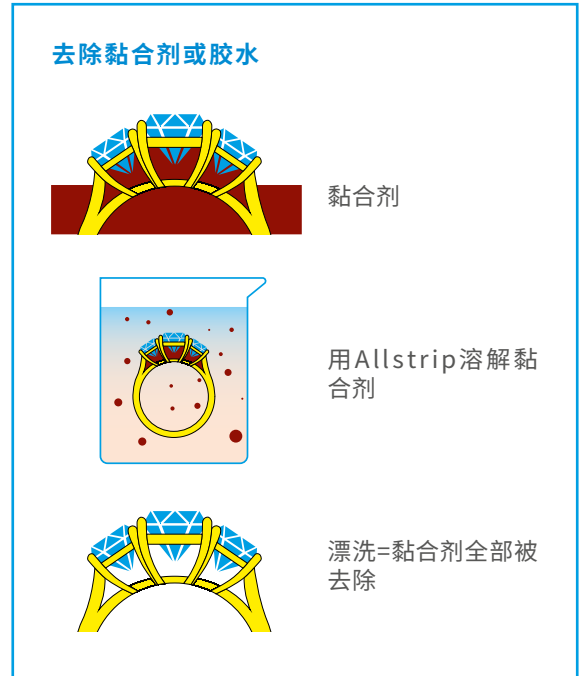 去除黏合剂或胶水
黏合剂
用Allstrip溶解黏
合剂
漂洗=黏合剂全部被
去除